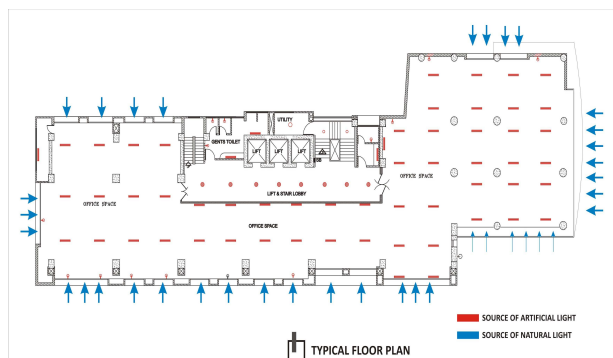 UTILITY
GENTS TOILET
LIFT
LIFT
LIFT
OFFICE SPACE
OFFICE SPACE
LIFT & STAIR LOBBY
OFFICE SPACE
SOURCE OF ARTIFICIAL LIGHT
SOURCE OF NATURAL LIGHT
TYPICAL FLOOR PLAN